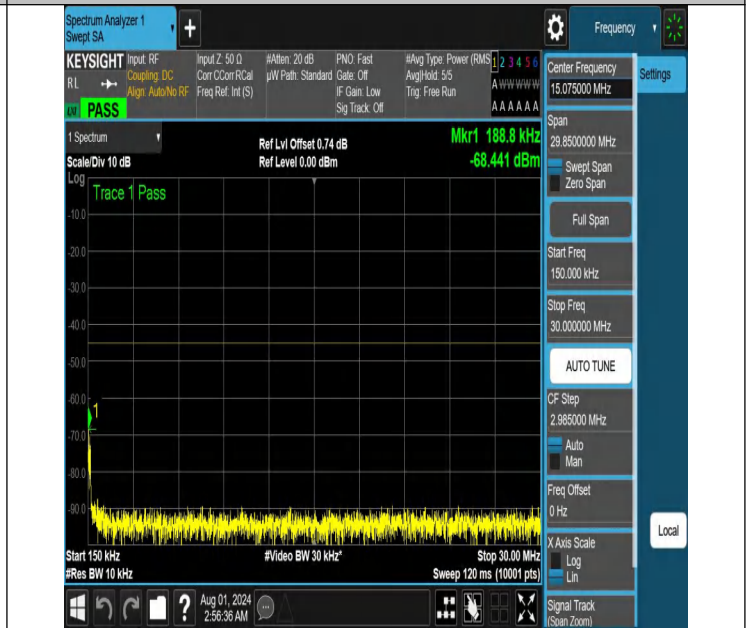 Spectrum Analyzer 1
Swept SA
+
Frequency
KEYSIGHT
RL
PASS
Input: RF
Coupling: DC
Align: Auto/No RF
Input Z: 50 Ω
Corr CCorr RCal
Freq Ref: Int (S)
#Atten: 20 dB
µW Path: Standard
PNO: Fast
Gate: Off
IF Gain: Low
Sig Track: Off
#Avg Type: Power (RMS
Avg|Hold: 5/5
Trig: Free Run
1 2 3 4 5 6
A W W W W W
A A A A A A
1 Spectrum
Scale/Div 10 dB
Ref Lvl Offset 0.74 dB
Ref Level 0.00 dBm
Mkr1 188.8 kHz
-68.441 dBm
Log
Trace 1 Pass
-10.0
-20.0
-30.0
-40.0
-50.0
-60.0
1
-70.0
-80.0
-90.0
Start 150 kHz
#Video BW 30 kHz*
Stop 30.00 MHz
#Res BW 10 kHz
Sweep 120 ms (10001 pts)
Aug 01, 2024
2:56:36 AM
?
Center Frequency
15.075000 MHz
Settings
Span
29.8500000 MHz
Swept Span
Zero Span
Full Span
Start Freq
150.000 kHz
Stop Freq
30.000000 MHz
AUTO TUNE
CF Step
2.985000 MHz
Auto
Man
Freq Offset
0 Hz
Local
X Axis Scale
Log
Lin
Signal Track
(Span Zoom)